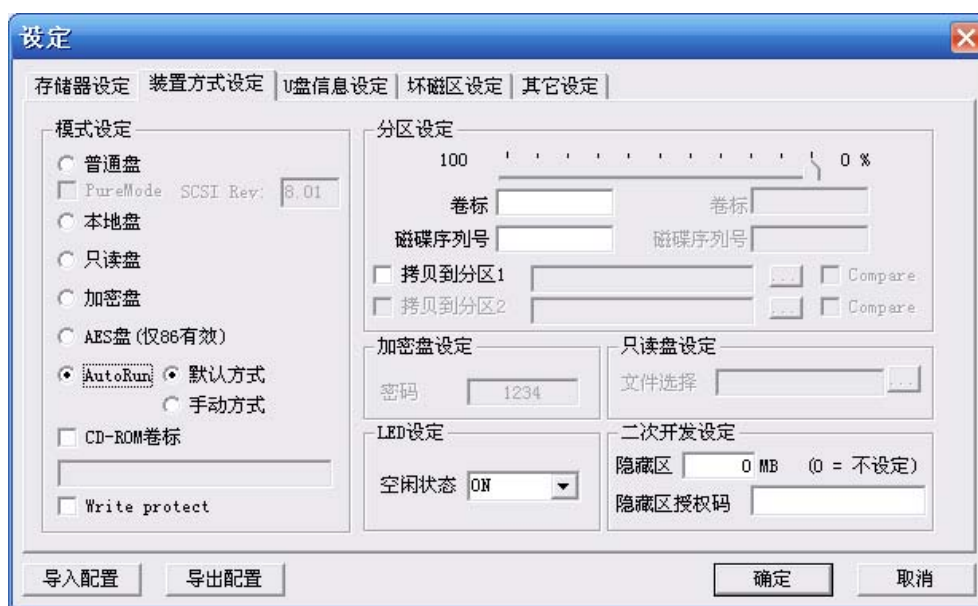 设定
存储器设定 装置方式设定 U盘信息设定 坏磁区设定 其它设定
模式设定
普通盘
PureMode SCSI Rev: 8.01
本地盘
只读盘
加密盘
AES盘(仅86有效)
AutoRun 默认方式
手动方式
CD-ROM卷标
Write protect
分区设定
100 0 %
卷标 卷标
磁碟序列号 磁碟序列号
拷贝到分区1 ... Compare
拷贝到分区2 ... Compare
加密盘设定
密码 1234
只读盘设定
文件选择 ...
LED设定
空闲状态 ON
二次开发设定
隐藏区 0 MB (0 = 不设定)
隐藏区授权码
导入配置 导出配置 确定 取消